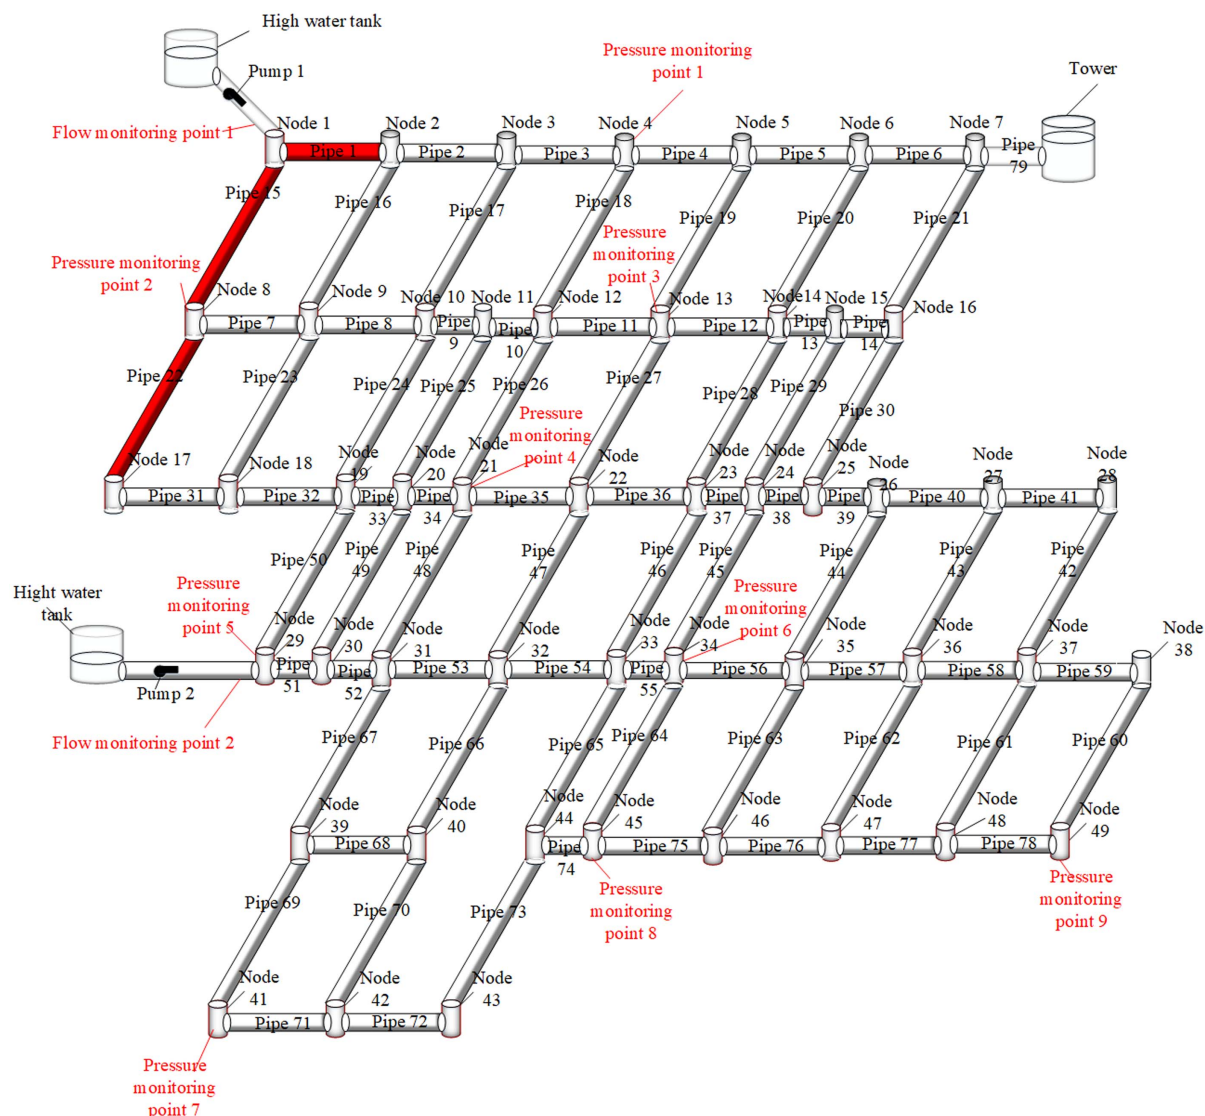 High water tank
Pump 1
Flow monitoring point 1
Pressure monitoring
point 1
Tower
Node 1
Node 2
Node 3
Node 4
Node 5
Node 6
Node 7
Pipe 1
Pipe 2
Pipe 3
Pipe 4
Pipe 5
Pipe 6
Pipe
79
Pipe 15
Pipe 16
Pipe 17
Pipe 18
Pipe 19
Pipe 20
Pipe 21
Pressure monitoring
point 2
Pressure
monitoring
point 3
Node 8
Node 9
Node 10
Node 11
Node 12
Node 13
Node14
Node 15
Node 16
Pipe 7
Pipe 8
Pipe
9
Pipe
10
Pipe 11
Pipe 12
Pipe
13
Pipe
14
Pipe 22
Pipe 23
Pipe 24
Pipe 25
Pipe 26
Pipe 27
Pipe 28
Pipe 29
Pipe 30
Pressure
monitoring
point 4
Node 17
Node 18
Node
19
Node
20
Node
21
Node
22
Node
23
Node
24
Node
25
Node
26
Node
27
Node
28
Pipe 31
Pipe 32
Pipe
33
Pipe
34
Pipe 35
Pipe 36
Pipe
37
Pipe
38
Pipe
39
Pipe 40
Pipe 41
Pipe 50
Pipe
49
Pipe
48
Pipe
47
Pipe
46
Pipe
45
Pipe
44
Pipe
43
Pipe
42
Hight water
tank
Pump 2
Flow monitoring point 2
Pressure
monitoring
point 5
Pressure
monitoring
point 6
Node
29
Node
30
Node
31
Node
32
Node
33
Node
34
Node
35
Node
36
Node
37
Node
38
Pipe
51
Pipe
52
Pipe 53
Pipe 54
Pipe
55
Pipe 56
Pipe 57
Pipe 58
Pipe 59
Pipe 67
Pipe 66
Pipe 65
Pipe 64
Pipe 63
Pipe 62
Pipe 61
Pipe 60
Node
39
Node
40
Node
44
Node
45
Node
46
Node
47
Node
48
Node
49
Pipe 68
Pipe
74
Pipe 75
Pipe 76
Pipe 77
Pipe 78
Pipe 69
Pipe 70
Pipe 73
Pressure
monitoring
point 8
Pressure
monitoring
point 9
Node
41
Node
42
Node
43
Pipe 71
Pipe 72
Pressure
monitoring
point 7